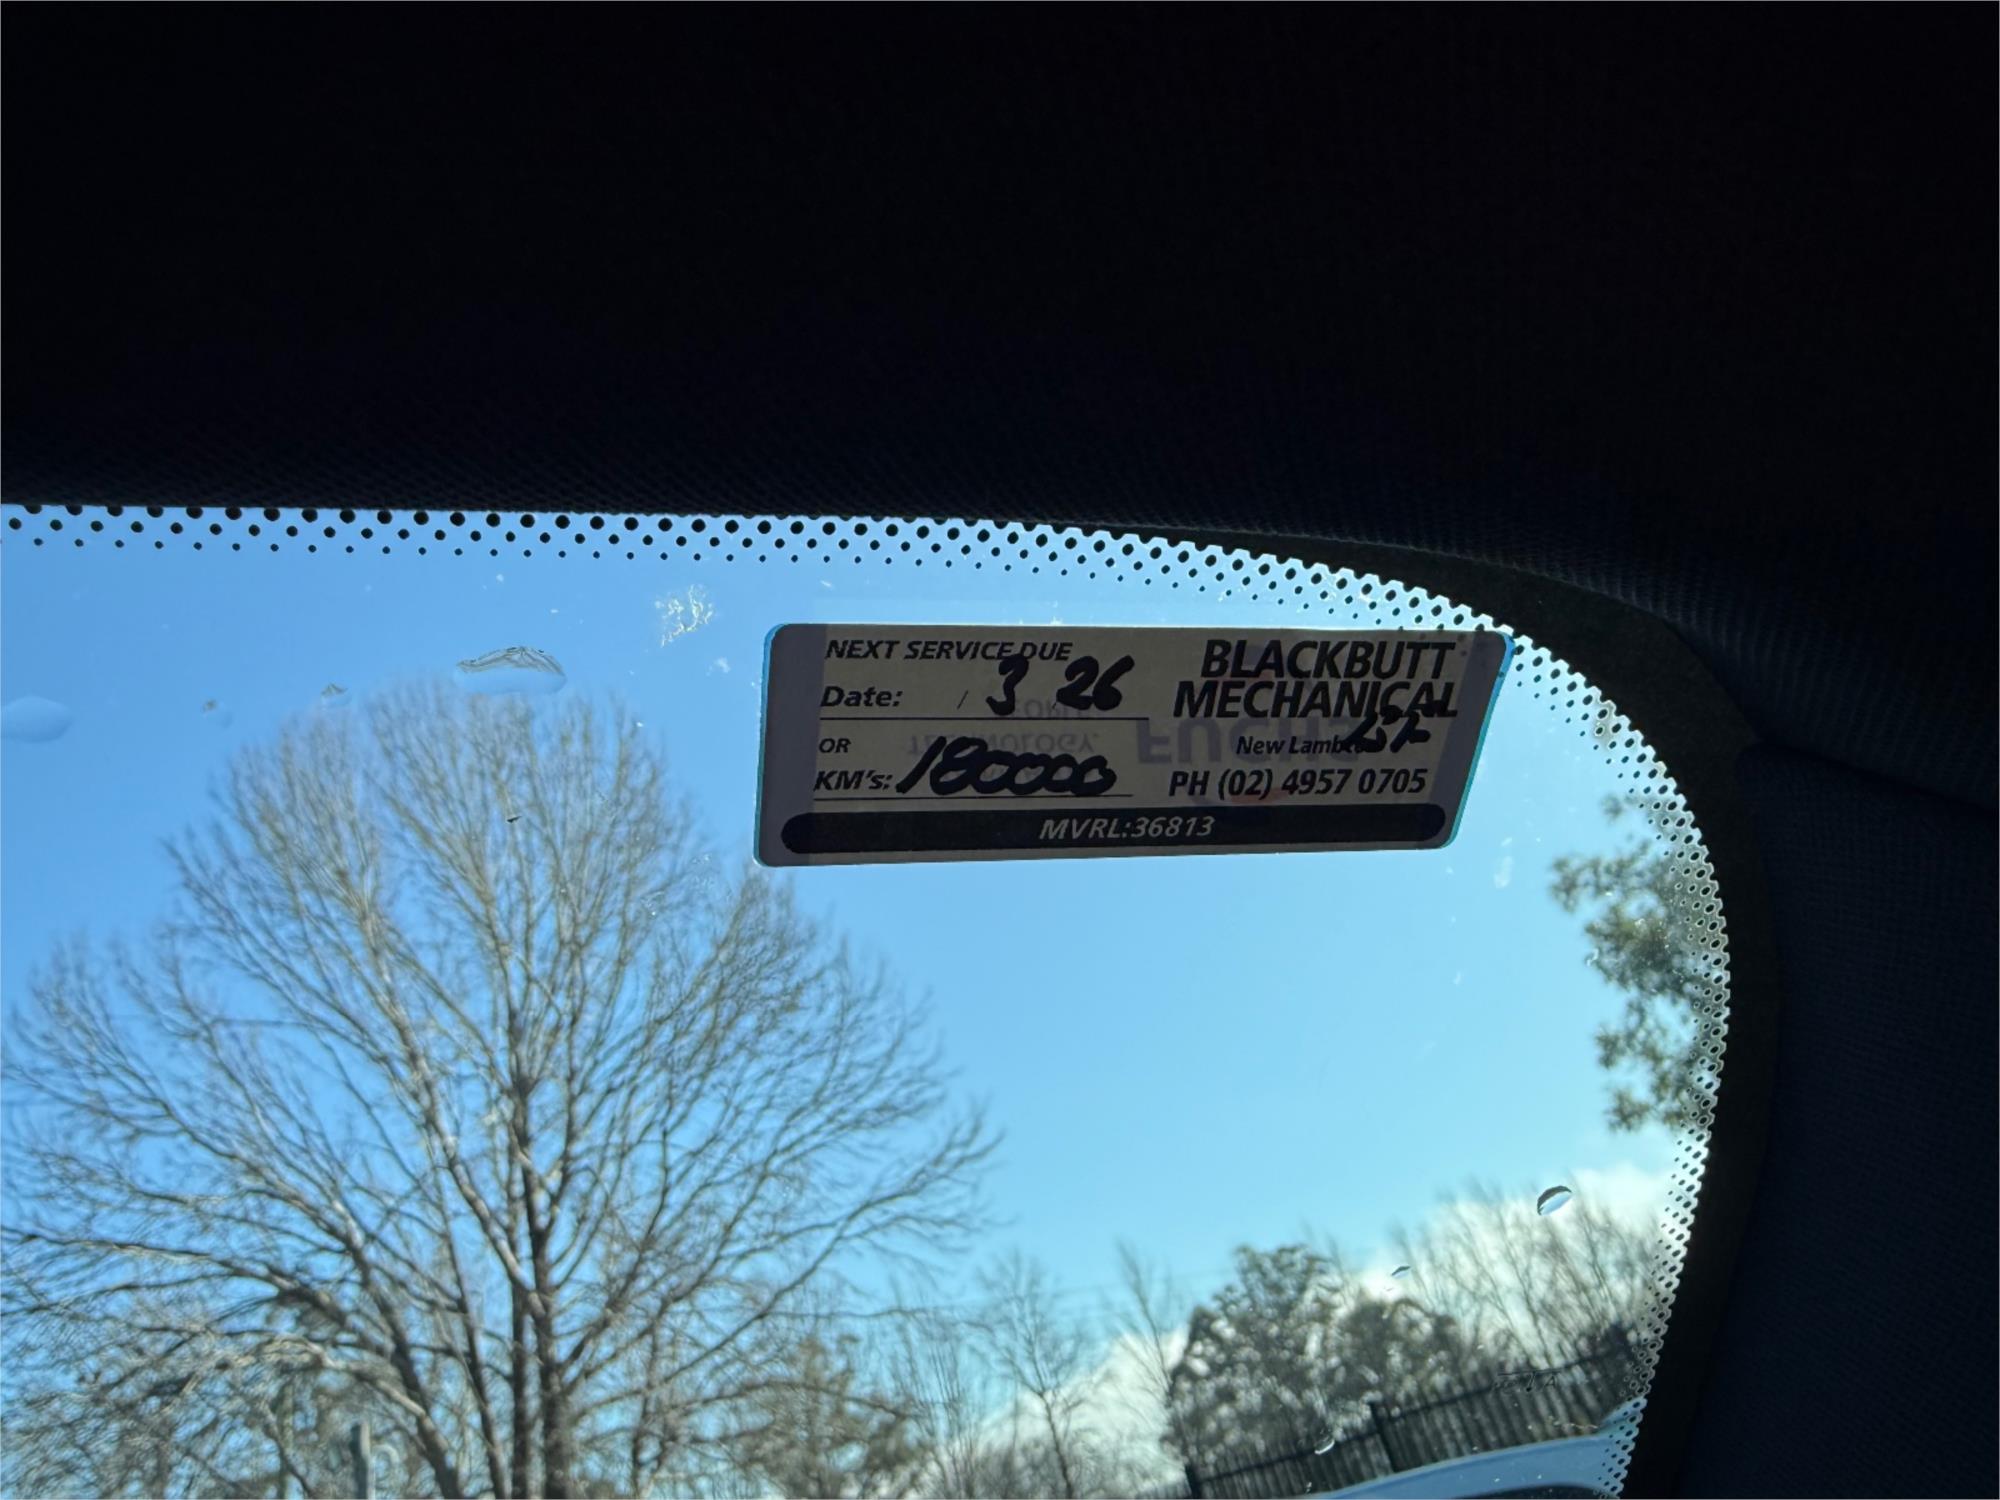 NEXT SERVICE DUE
Date: / 3 26
OR
KM's: 180000
BLACKBUTT
MECHANICAL
New Lambton
PH (02) 4957 0705
MVRL:36813